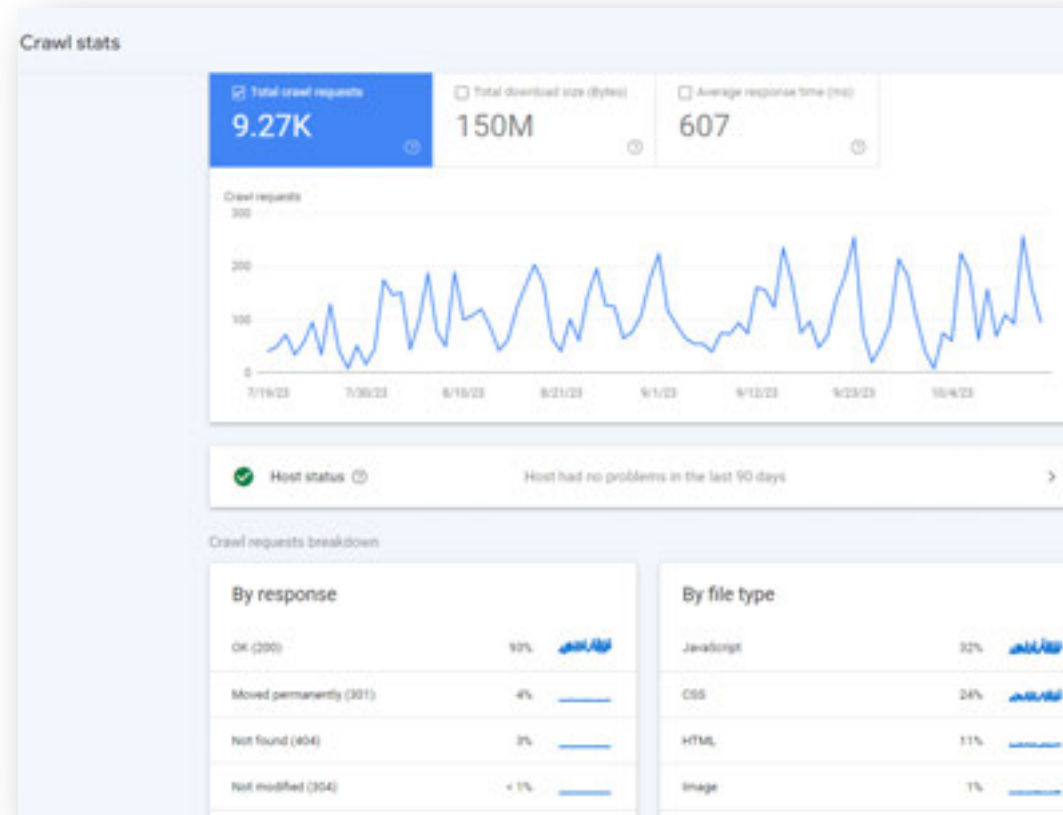 Crawl stats
Total crawl requests
9.27K
Total download size (Bytes)
150M
Average response time (ms)
607
Crawl requests
300
200
100
0
7/19/23 7/30/23 8/10/23 8/21/23 9/1/23 9/12/23 9/23/23 10/4/23
Host status
Host had no problems in the last 90 days
Crawl requests breakdown
By response
OK (200) 93%
Moved permanently (301) 4%
Not found (404) 3%
Not modified (304) < 1%
By file type
JavaScript 32%
CSS 24%
HTML 11%
Image 1%